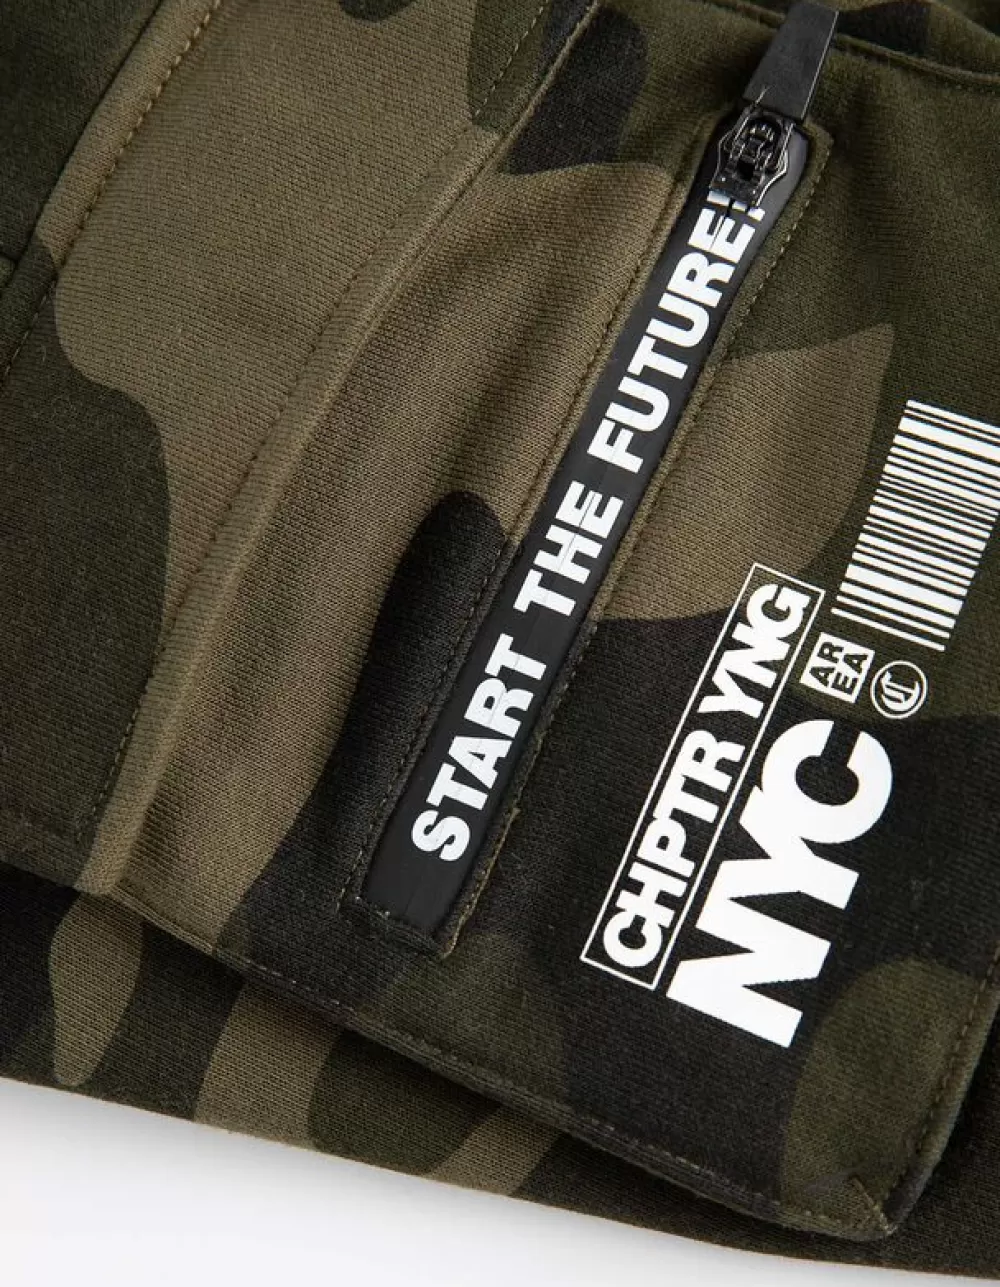 START THE FUTURE!
CHPTR YNG
NYC
AR
EA